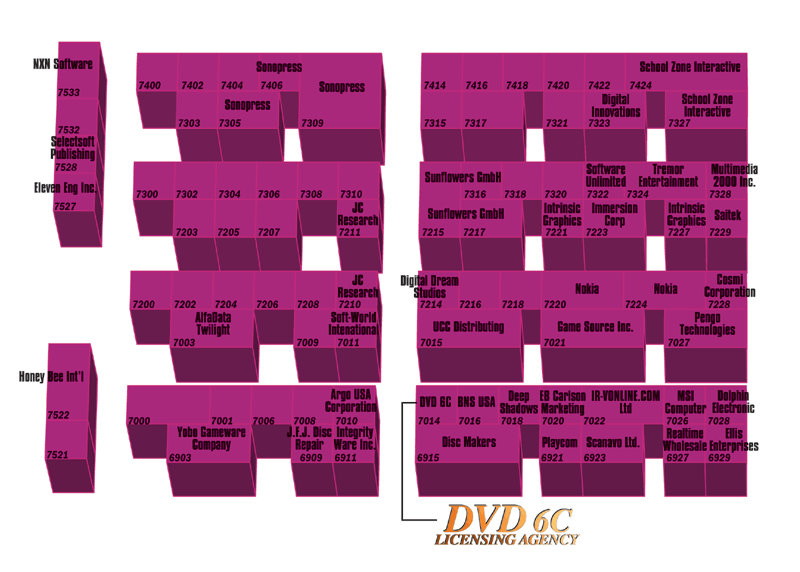 NXN Software
7533
7532
Selectsoft
Publishing
7528
Eleven Eng Inc.
7527
Honey Bee Int'l
7522
7521
Sonopress
7400 7402 7404 7406
Sonopress
Sonopress
7303 7305 7309
7300 7302 7304 7306 7308 7310
JC
Research
7203 7205 7207 7211
JC
Research
7200 7202 7204 7206 7208 7210
AlfaData
Twilight
7003
Soft-World
Intenational
7009 7011
Argo USA
Corporation
7000 7001 7006 7008 7010
Yobo Gameware
Company
6903
J.F.J. Disc
Repair
6909
Integrity
Ware Inc.
6911
School Zone Interactive
7414 7416 7418 7420 7422 7424
Digital
Innovations
School Zone
Interactive
7315 7317 7321 7323 7327
Sunflowers GmbH
Software
Unlimited
Tremor
Entertainment
Multimedia
2000 Inc.
7316 7318 7320 7322 7324 7328
Sunflowers GmbH
Intrinsic
Graphics
Immersion
Corp
Intrinsic
Graphics
Saitek
7215 7217 7221 7223 7227 7229
Digital Dream
Studios
Nokia
Nokia
Cosmi
Corporation
7214 7216 7218 7220 7224 7228
UCC Distributing
Game Source Inc.
Pengo
Technologies
7015 7021 7027
DVD 6C
BNS USA
Deep
Shadows
ED Carlson
Marketing
IR-VONLINE.COM
Ltd
MSI
Computer
Dolphin
Electronic
7014 7016 7018 7020 7022 7026 7028
Disc Makers
Playcom
Scanavo Ltd.
Realtime
Wholesale
Ellis
Enterprises
6915 6921 6923 6927 6929
DVD 6C
LICENSING AGENCY